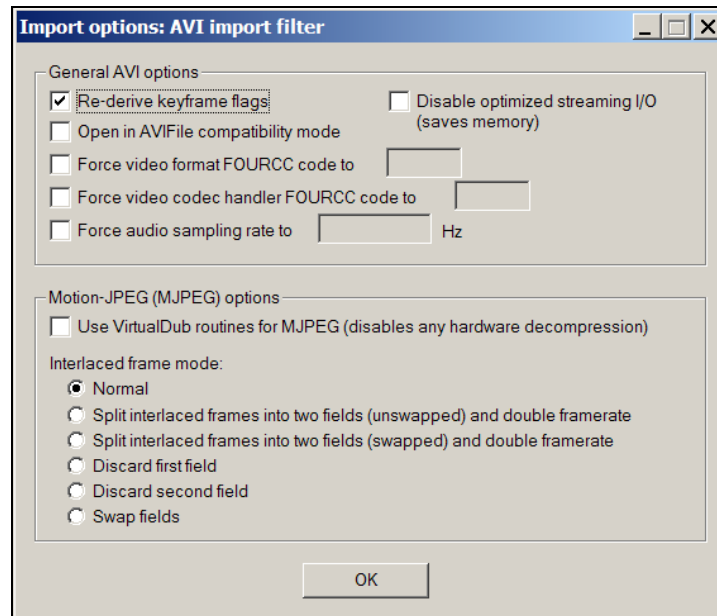 Import options: AVI import filter
General AVI options
Re-derive keyframe flags
Disable optimized streaming I/O
(saves memory)
Open in AVIFile compatibility mode
Force video format FOURCC code to
Force video codec handler FOURCC code to
Force audio sampling rate to Hz
Motion-JPEG (MJPEG) options
Use VirtualDub routines for MJPEG (disables any hardware decompression)
Interlaced frame mode:
Normal
Split interlaced frames into two fields (unswapped) and double framerate
Split interlaced frames into two fields (swapped) and double framerate
Discard first field
Discard second field
Swap fields
OK